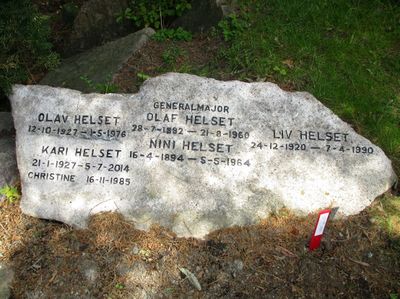 OLAV HELSET
12-10-1927 — 1-5-1976
KARI HELSET
21-1-1927 - 5-7-2014
CHRISTINE 16-11-1985
GENERALMAJOR
OLAF HELSET
28-7-1892 — 21-8-1960
NINI HELSET
16-4-1894 — 5-5-1964
LIV HELSET
24-12-1920 — 7-4-1990